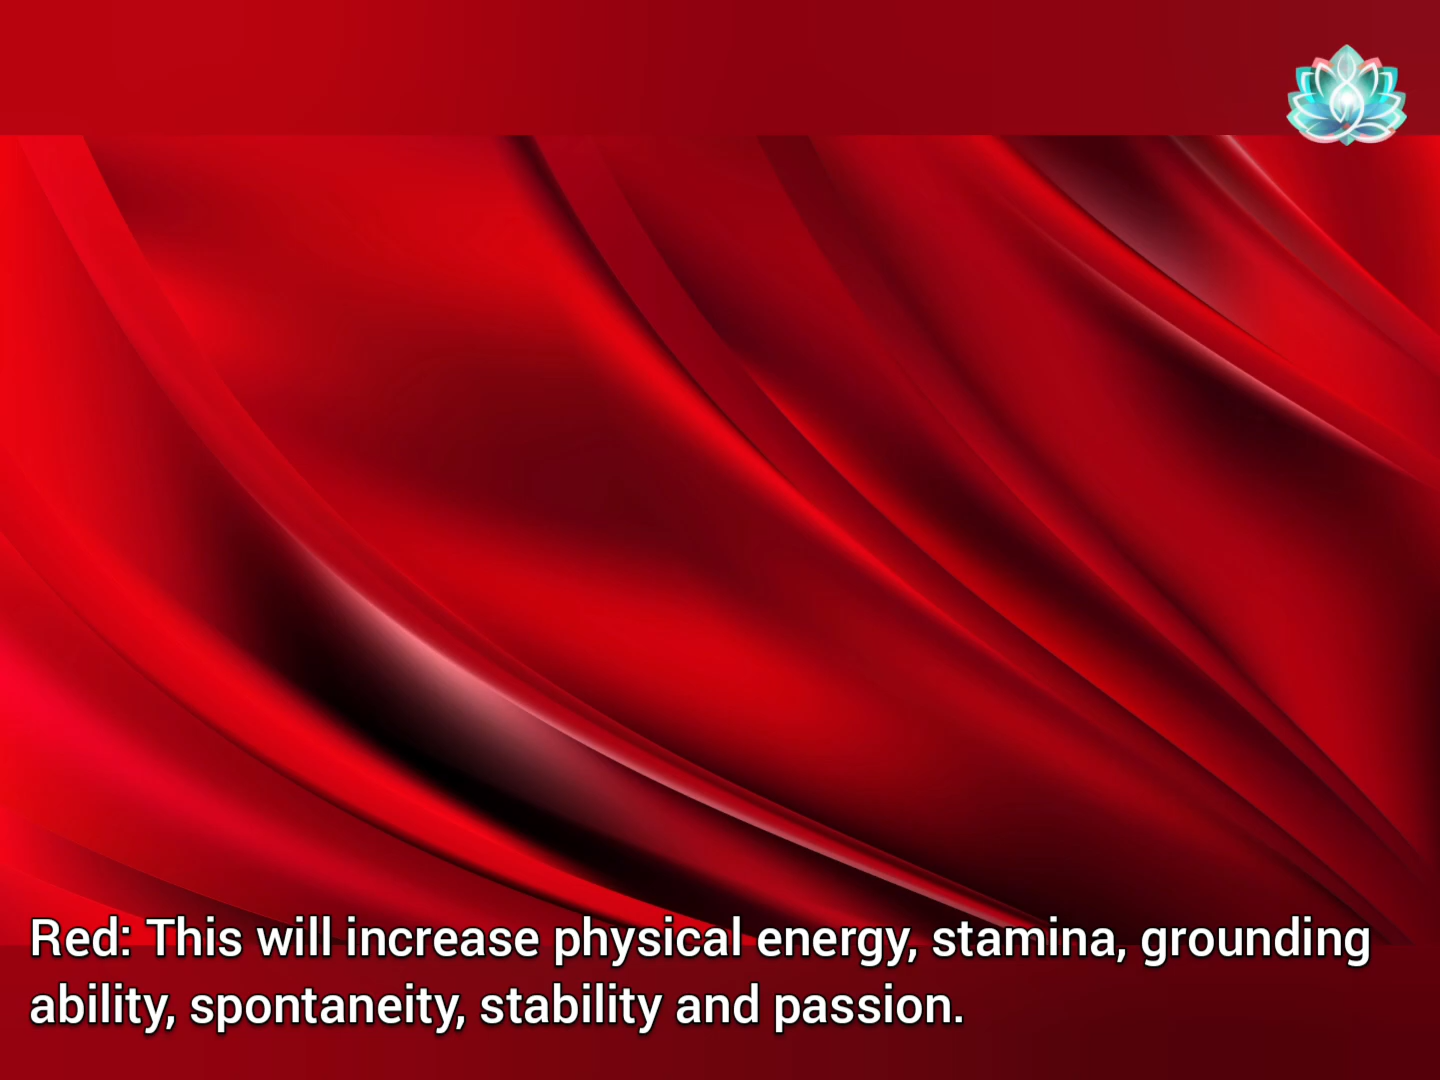 Red: This will increase physical energy, stamina, grounding
ability, spontaneity, stability and passion.